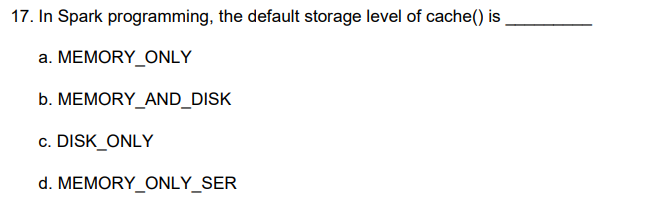 17. In Spark programming, the default storage level of cache() is __________
a. MEMORY_ONLY
b. MEMORY_AND_DISK
c. DISK_ONLY
d. MEMORY_ONLY_SER